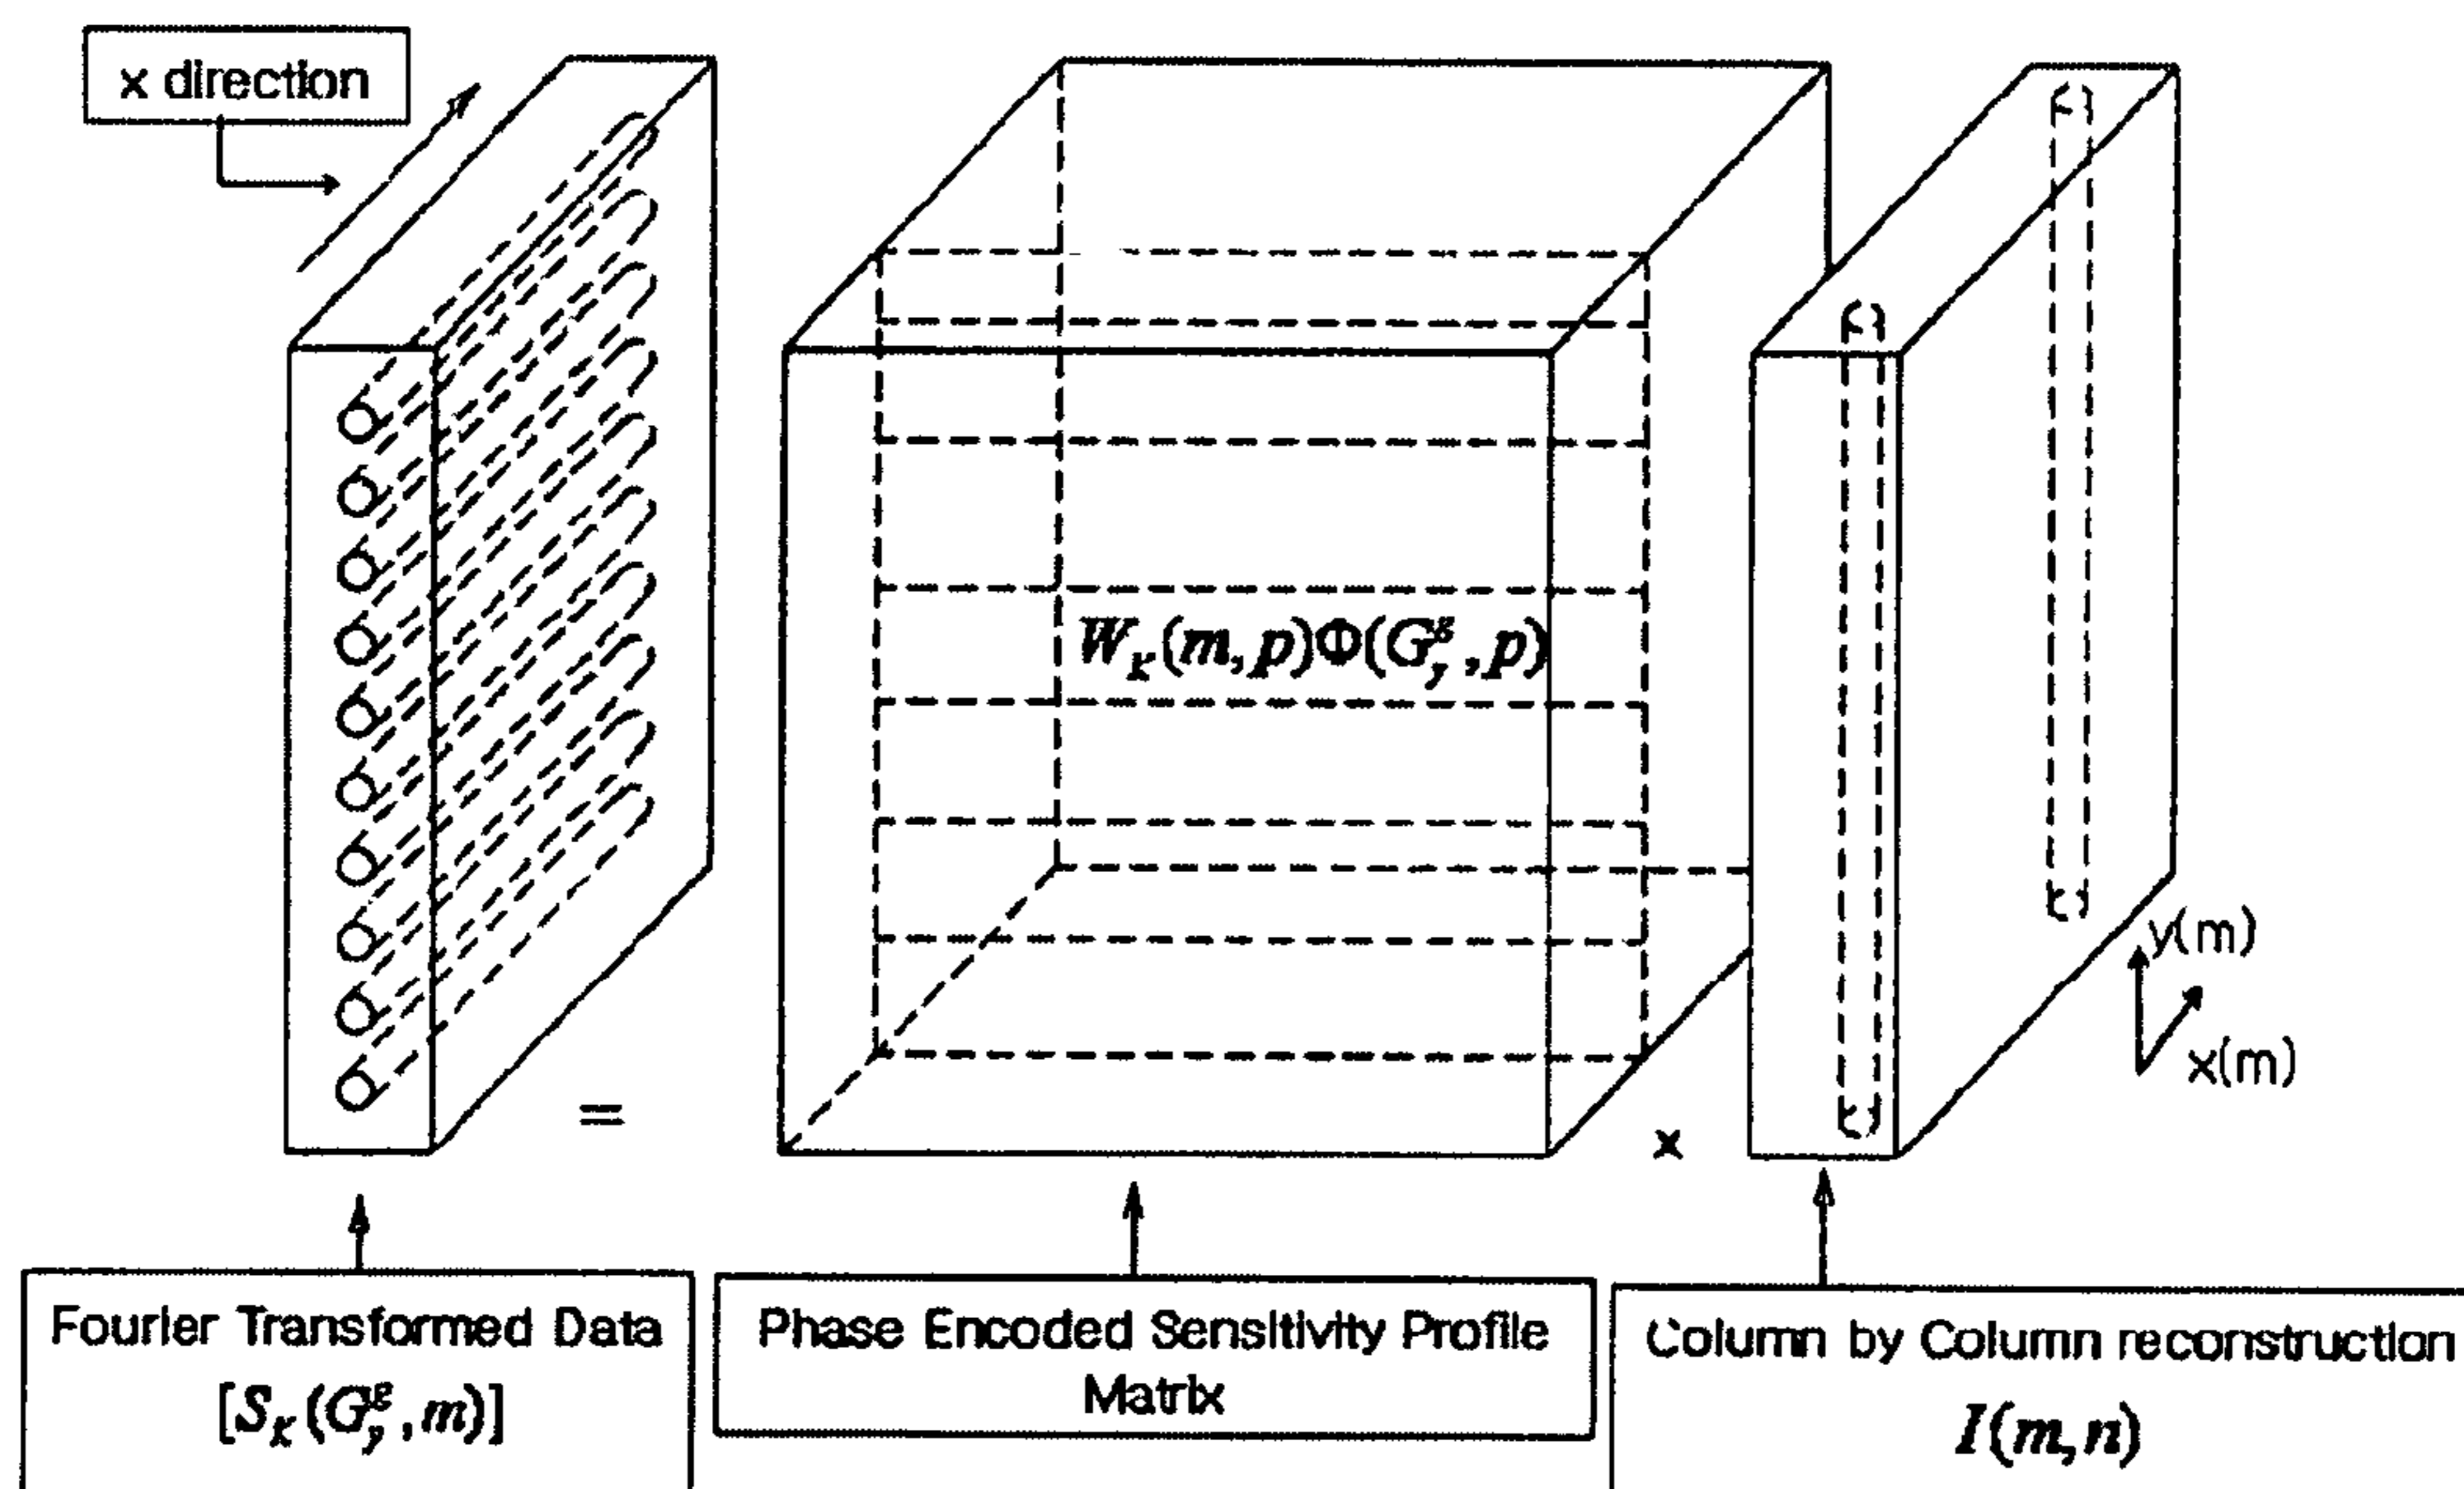 x direction
W_k(m,p)Φ(G_y^g,p)
y(m)
x(m)
=
x
Fourier Transformed Data
[S_k(G_y^g,m)]
Phase Encoded Sensitivity Profile
Matrix
Column by Column reconstruction
I(m,n)